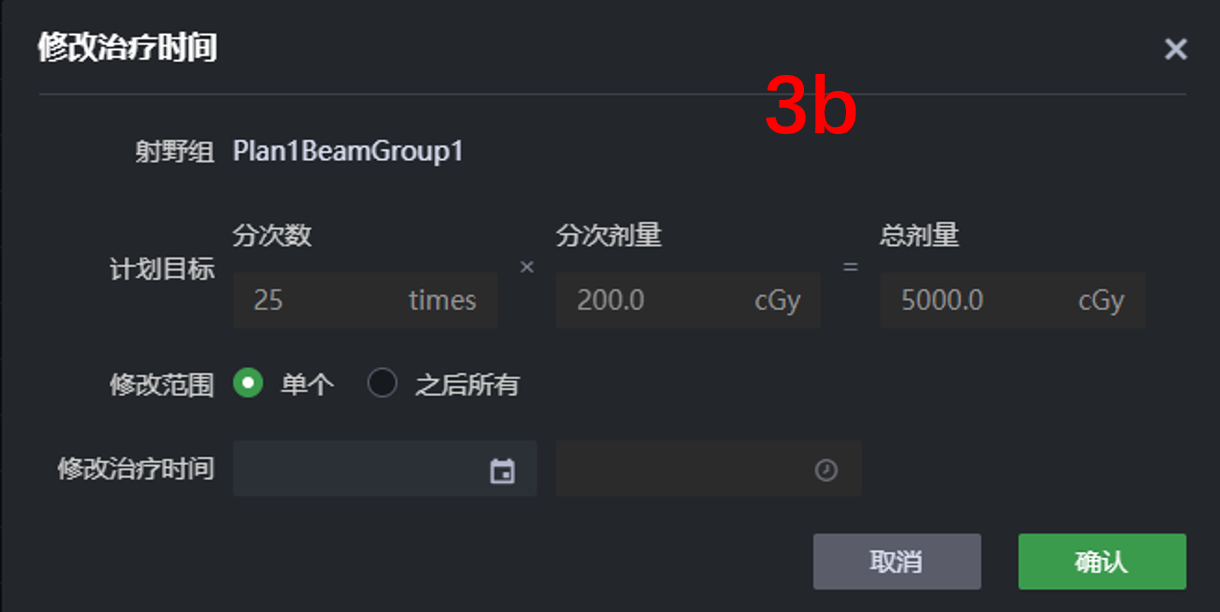 修改治疗时间
3b
射野组 Plan1BeamGroup1
分次数 分次剂量 总剂量
计划目标 25 times × 200.0 cGy = 5000.0 cGy
修改范围 单个 之后所有
修改治疗时间
取消 确认